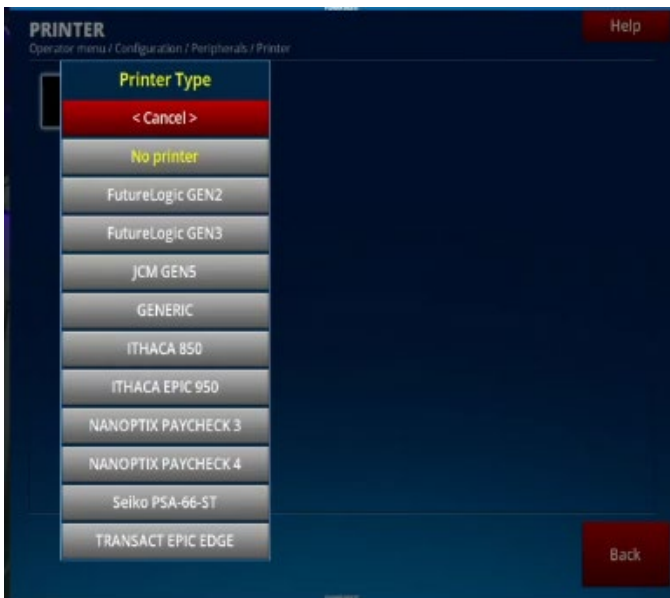 PRINTER
Help
Operator menu / Configuration / Peripherals / Printer
Printer Type
< Cancel >
No printer
FutureLogic GEN2
FutureLogic GEN3
JCM GEN5
GENERIC
ITHACA 850
ITHACA EPIC 950
NANOPTIX PAYCHECK 3
NANOPTIX PAYCHECK 4
Seiko PSA-66-ST
TRANSACT EPIC EDGE
Back